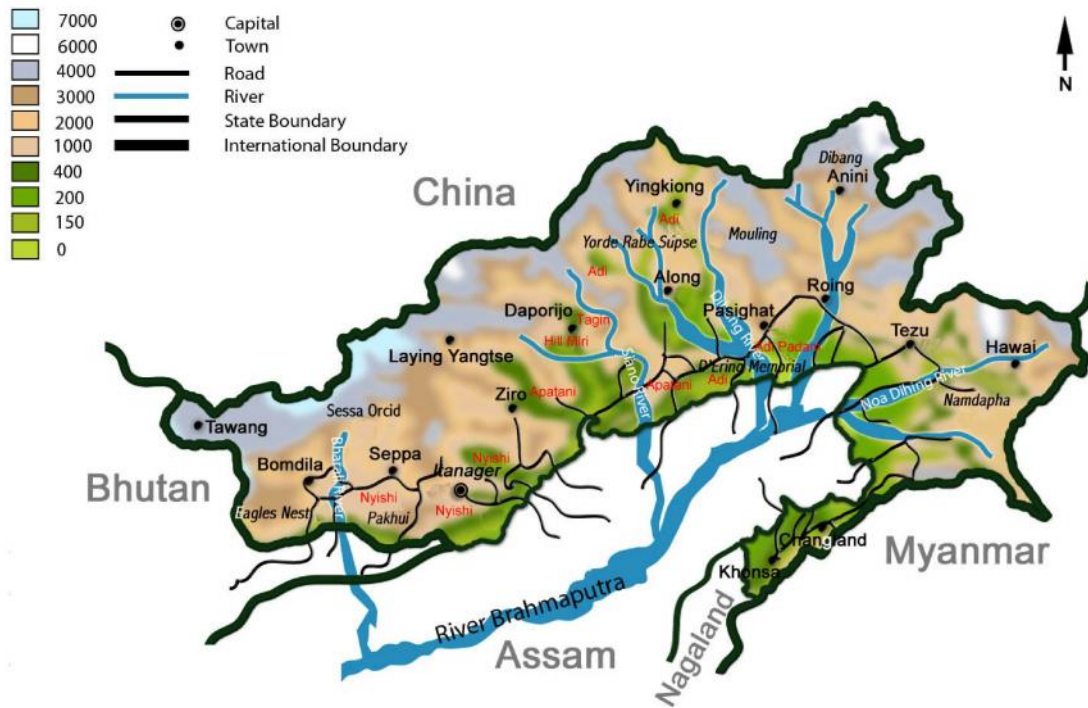 7000
6000
4000
3000
2000
1000
400
200
150
0
Capital
Town
Road
River
State Boundary
International Boundary
N
China
Dibang
Anini
Yingkiong
Adi
Mouling
Yorde Rabe Supse
Adi
Along
Roing
Daporijo
Tagin
Pasighat
Hill Miri
Tezu
Adi Padam
Laying Yangtse
Hawai
D'Ering Memorial
Siang River
Apatani
Apatani
Adi
Noa Dihing River
Ziro
Namdapha
Sessa Orcid
Tawang
Seppa
Nyishi
Bomdila
Itanager
Bhutan
Bharali River
Nyishi
Nyishi
Eagles Nest
Pakhui
Changland
Myanmar
Khonsa
River Brahmaputra
Assam
Nagaland